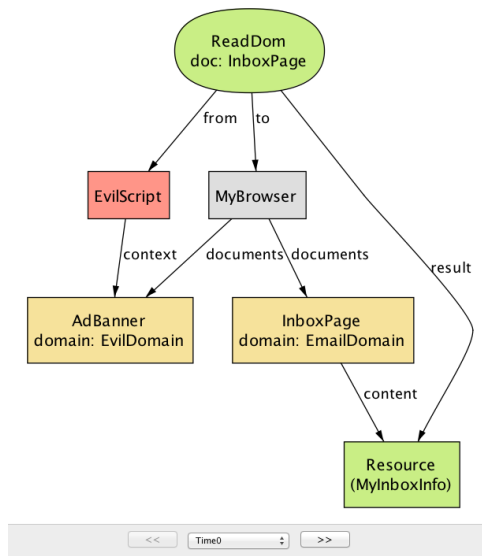 ReadDom
doc: InboxPage
from
to
EvilScript
MyBrowser
context
documents
documents
result
AdBanner
domain: EvilDomain
InboxPage
domain: EmailDomain
content
Resource
(MyInboxInfo)
<<
Time0
>>